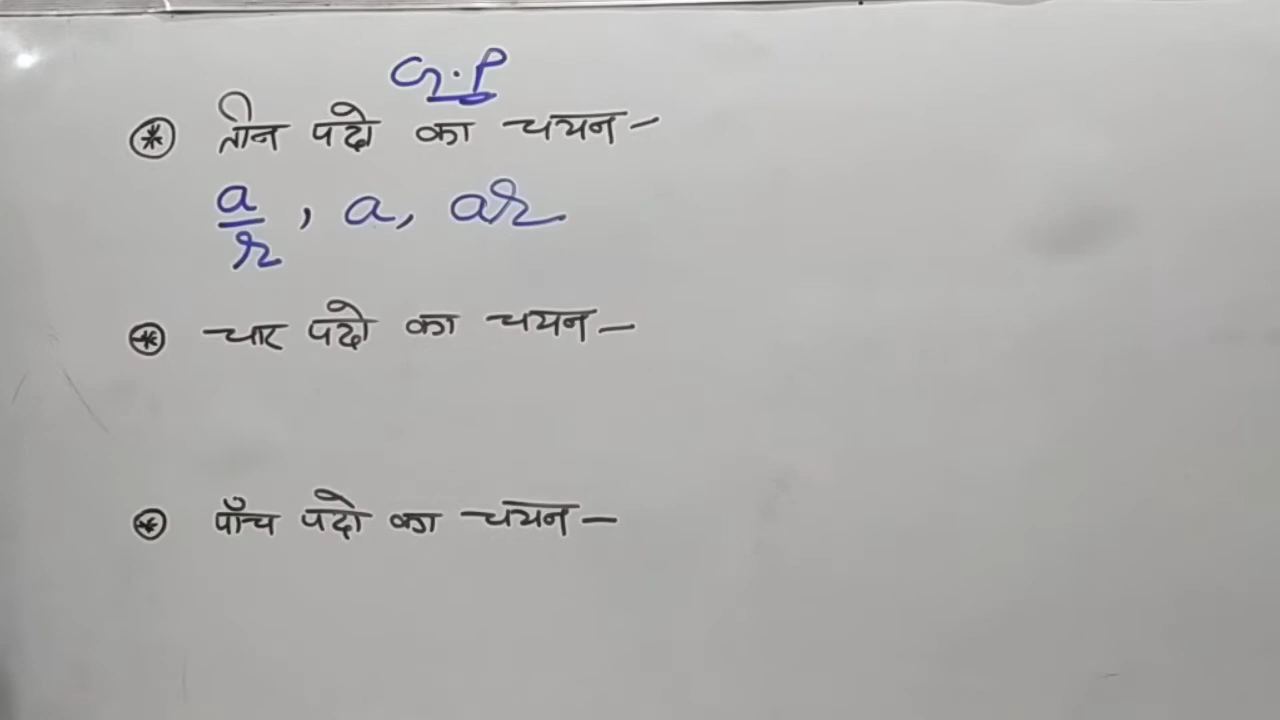 G.P
तीन पदो का चयन -
a/r , a, ar
चार पदो का चयन -
पाँच पदो का चयन -